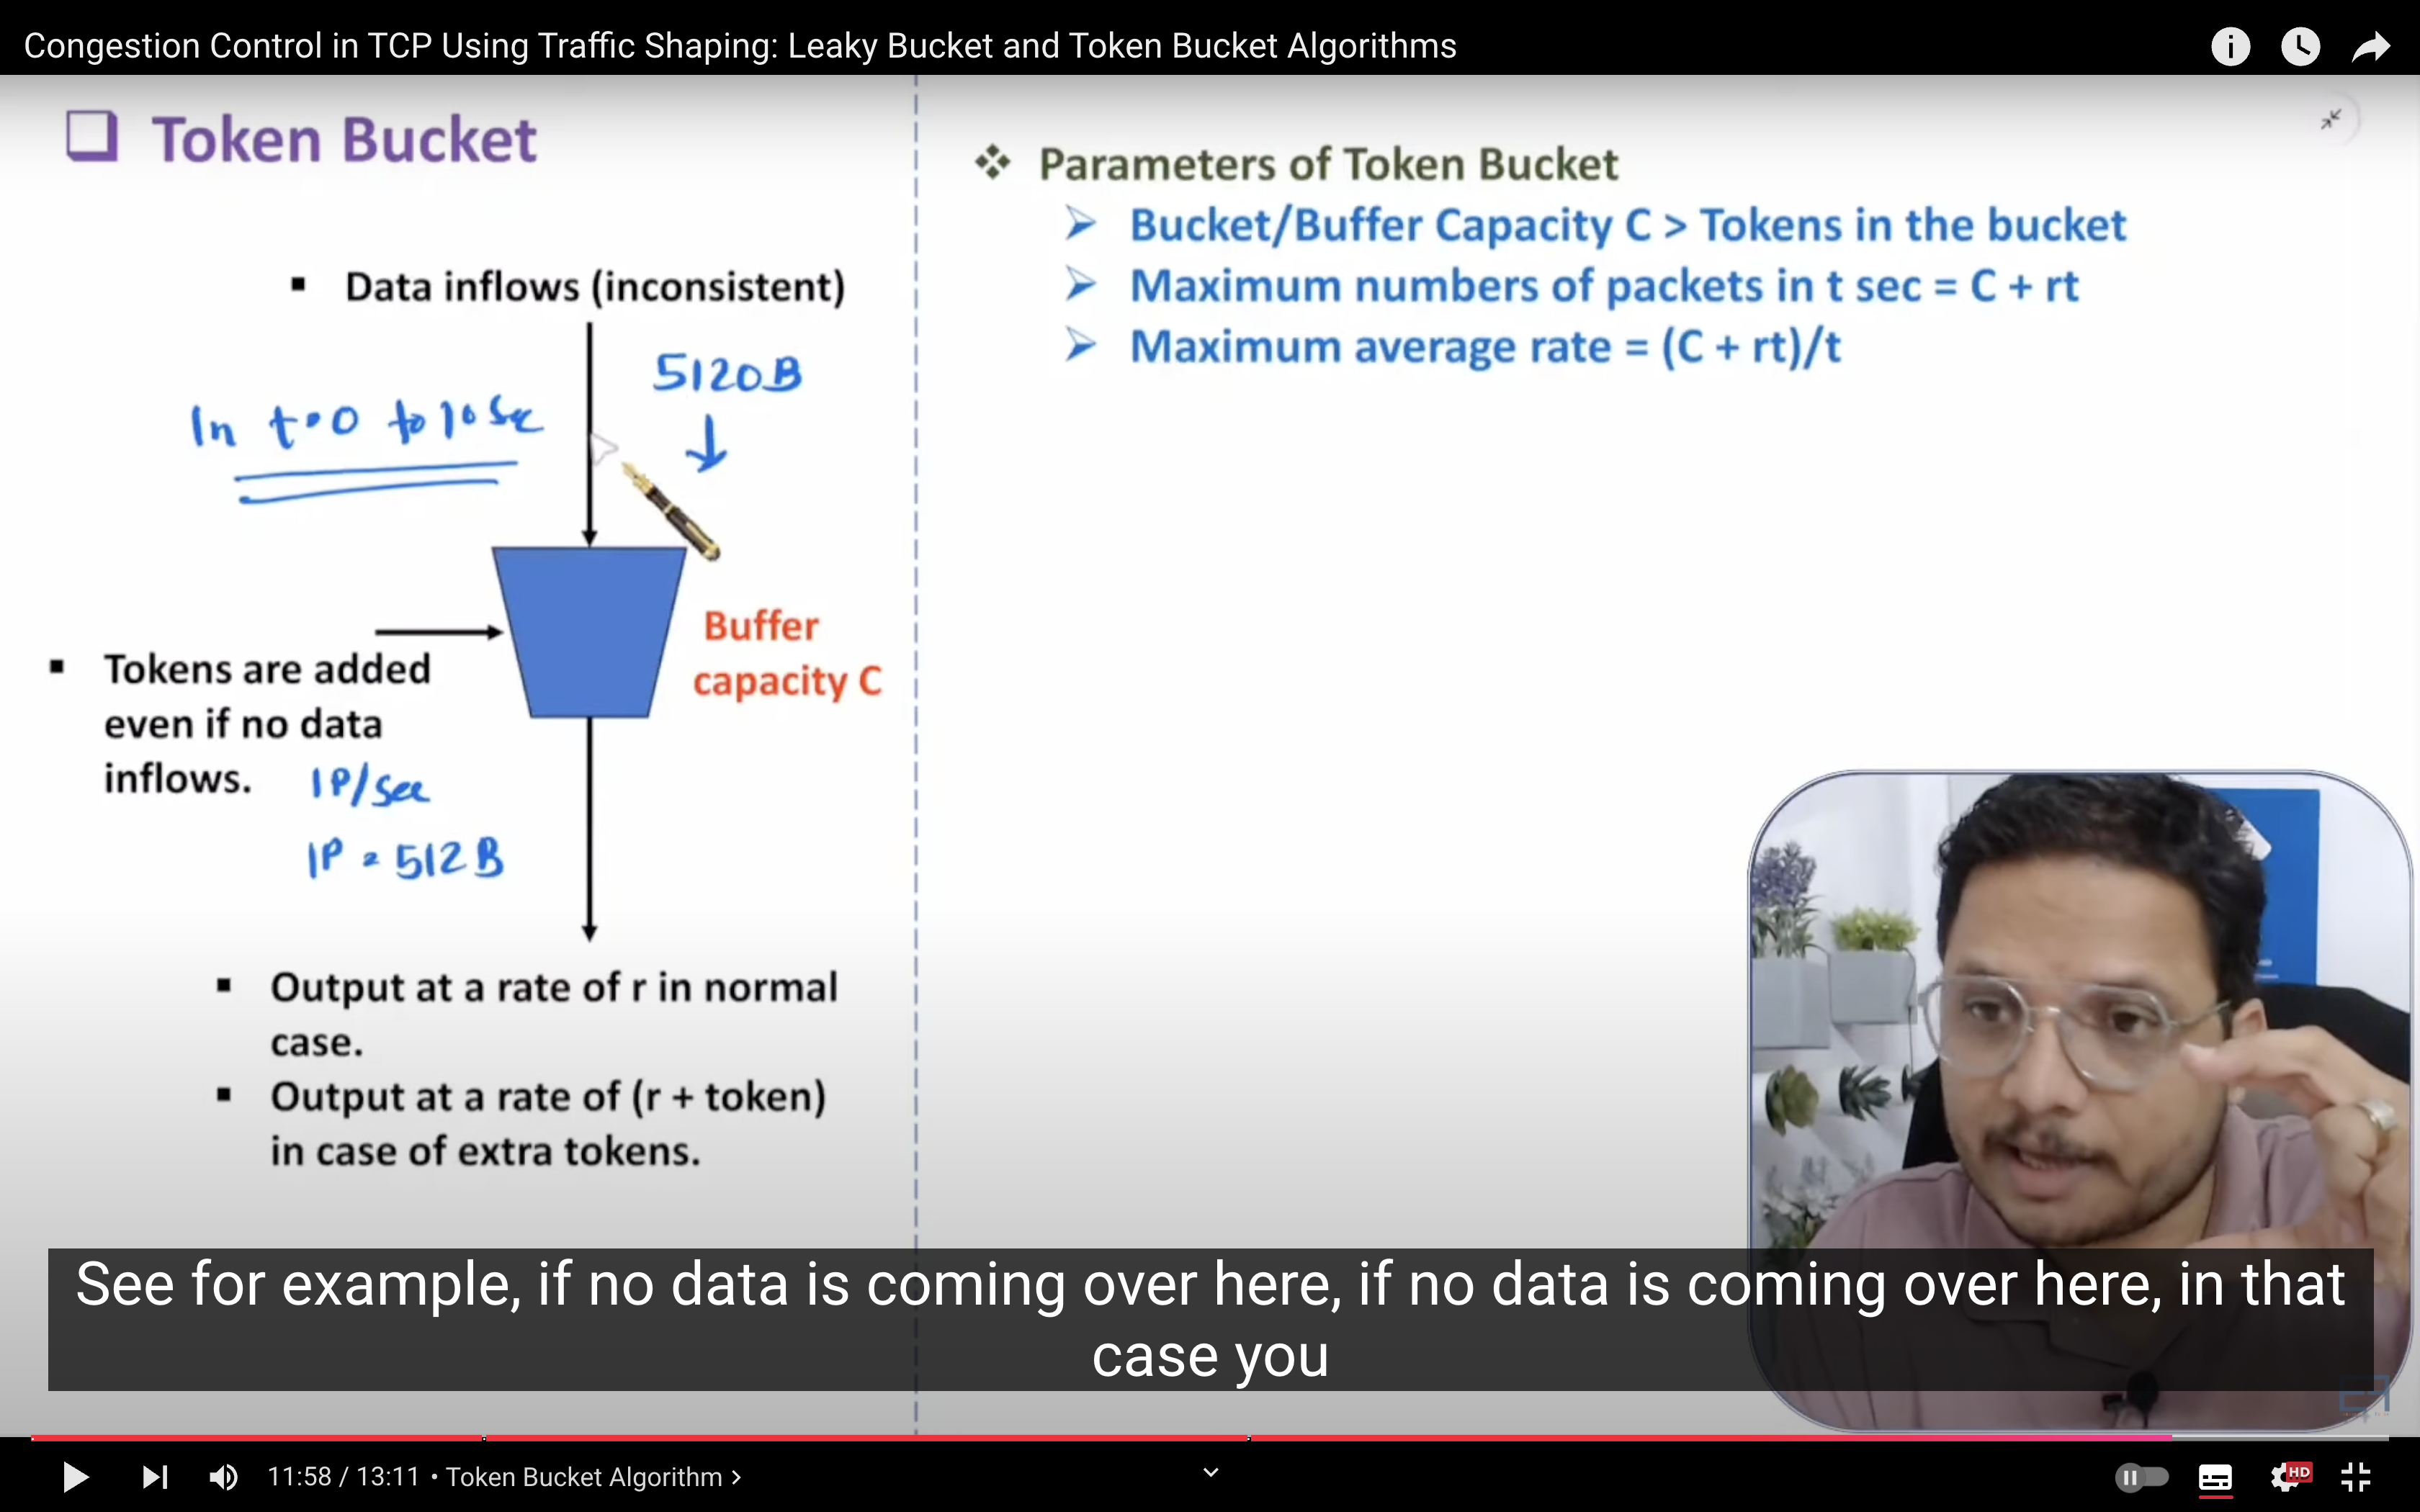 Congestion Control in TCP Using Traffic Shaping: Leaky Bucket and Token Bucket Algorithms
Token Bucket
Data inflows (inconsistent)
5120B
In t=0 to 10 Sec
Buffer
capacity C
Tokens are added
even if no data
inflows.
1P/sec
1P = 512 B
Output at a rate of r in normal
case.
Output at a rate of (r + token)
in case of extra tokens.
Parameters of Token Bucket
Bucket/Buffer Capacity C > Tokens in the bucket
Maximum numbers of packets in t sec = C + rt
Maximum average rate = (C + rt)/t
See for example, if no data is coming over here, if no data is coming over here, in that
case you
11:58 / 13:11 • Token Bucket Algorithm
HD